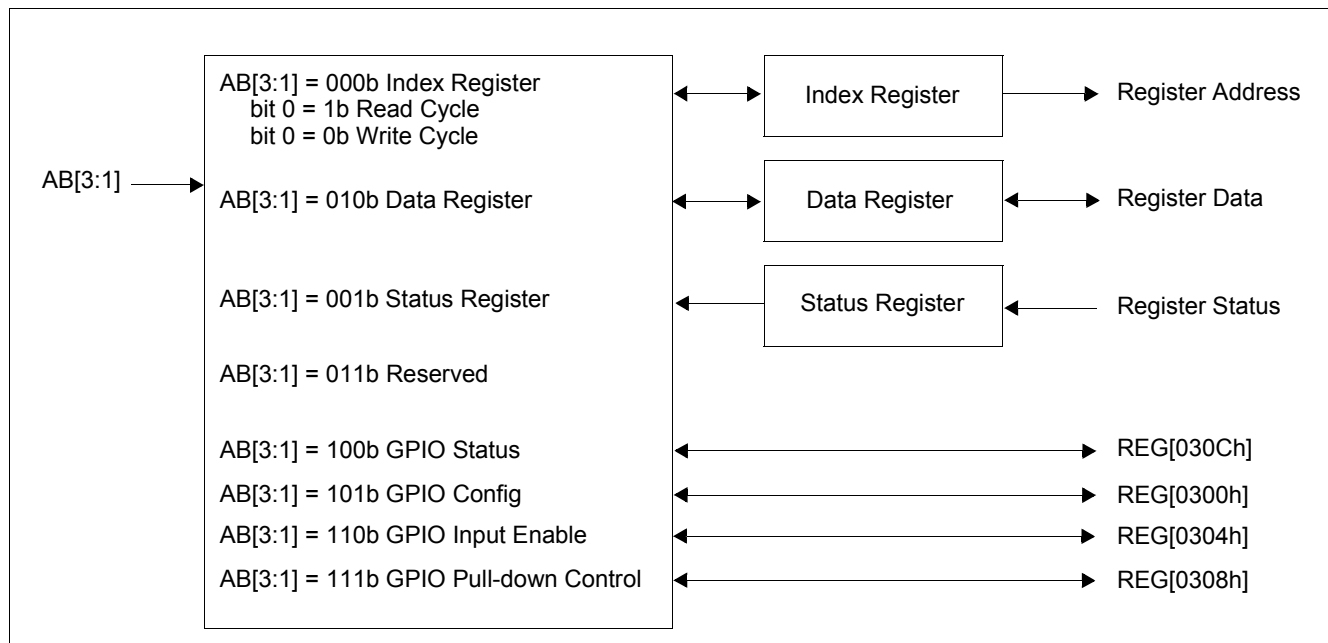 AB[3:1] = 000b Index Register
bit 0 = 1b Read Cycle
bit 0 = 0b Write Cycle
Index Register
Register Address
AB[3:1]
AB[3:1] = 010b Data Register
Data Register
Register Data
AB[3:1] = 001b Status Register
Status Register
Register Status
AB[3:1] = 011b Reserved
AB[3:1] = 100b GPIO Status
REG[030Ch]
AB[3:1] = 101b GPIO Config
REG[0300h]
AB[3:1] = 110b GPIO Input Enable
REG[0304h]
AB[3:1] = 111b GPIO Pull-down Control
REG[0308h]